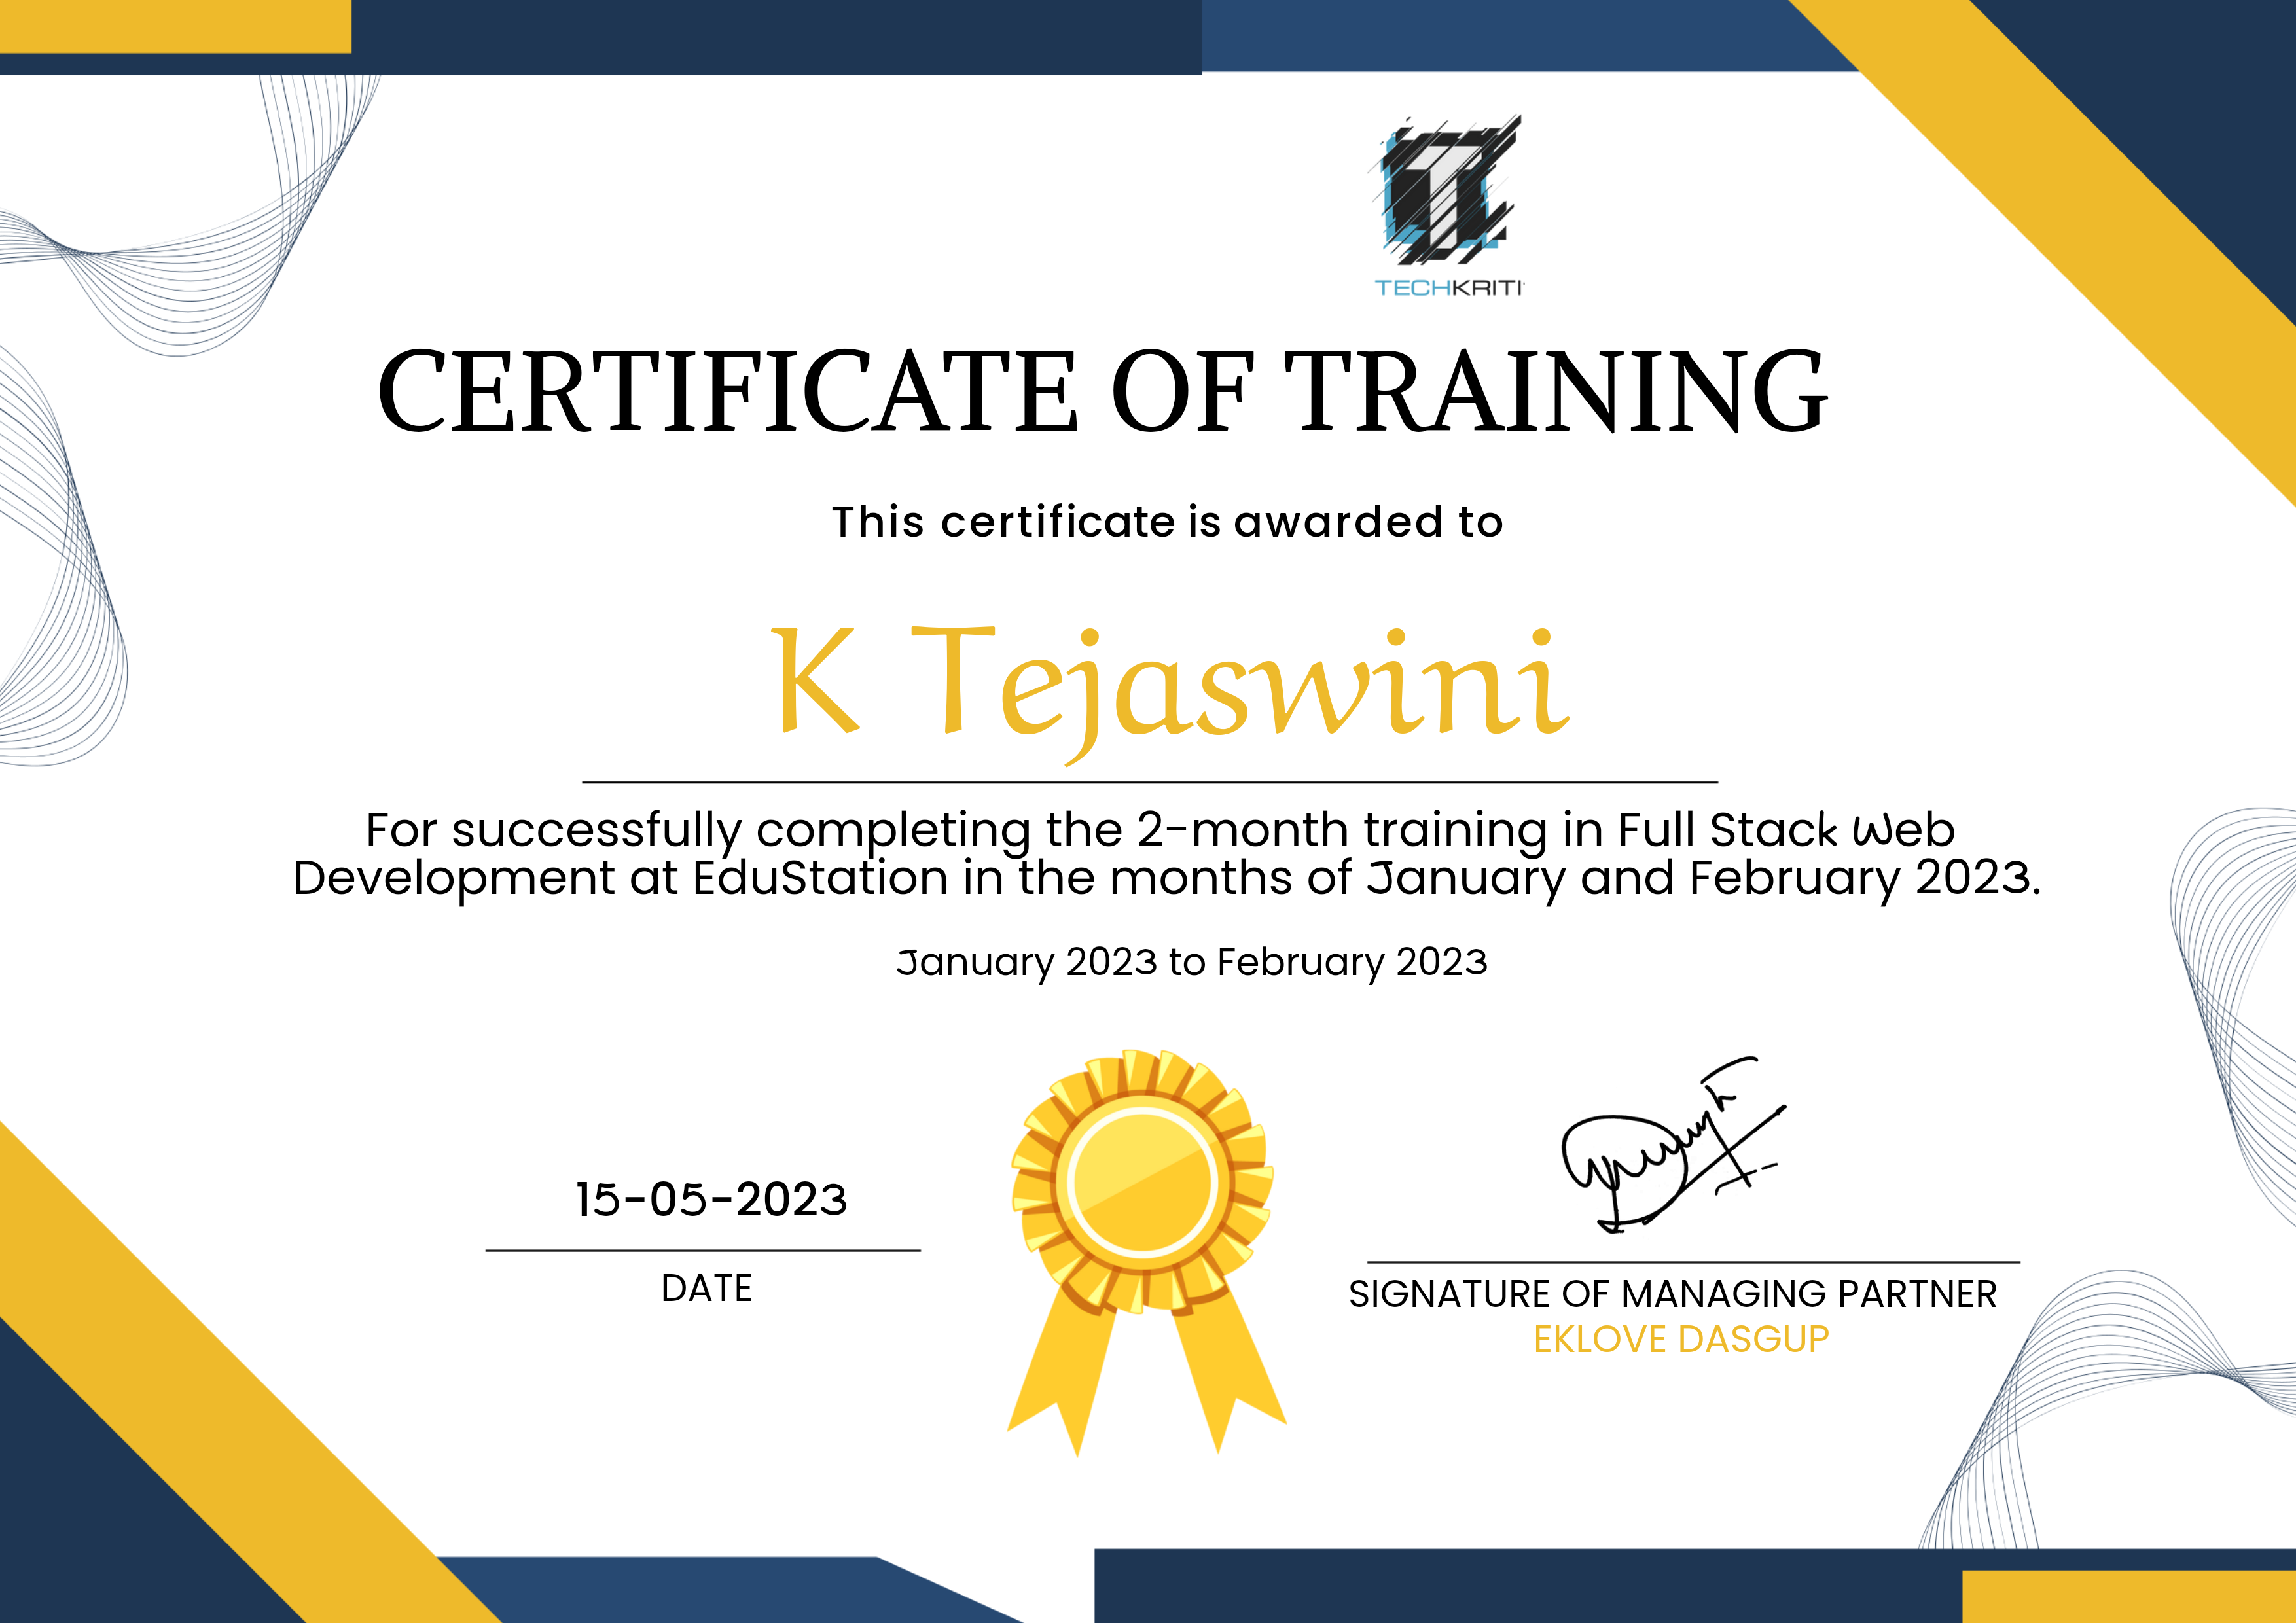 TECHKRITI
CERTIFICATE OF TRAINING
This certificate is awarded to
K Tejaswini
For successfully completing the 2-month training in Full Stack Web
Development at EduStation in the months of January and February 2023.
January 2023 to February 2023
15-05-2023
DATE
SIGNATURE OF MANAGING PARTNER
EKLOVE DASGUP